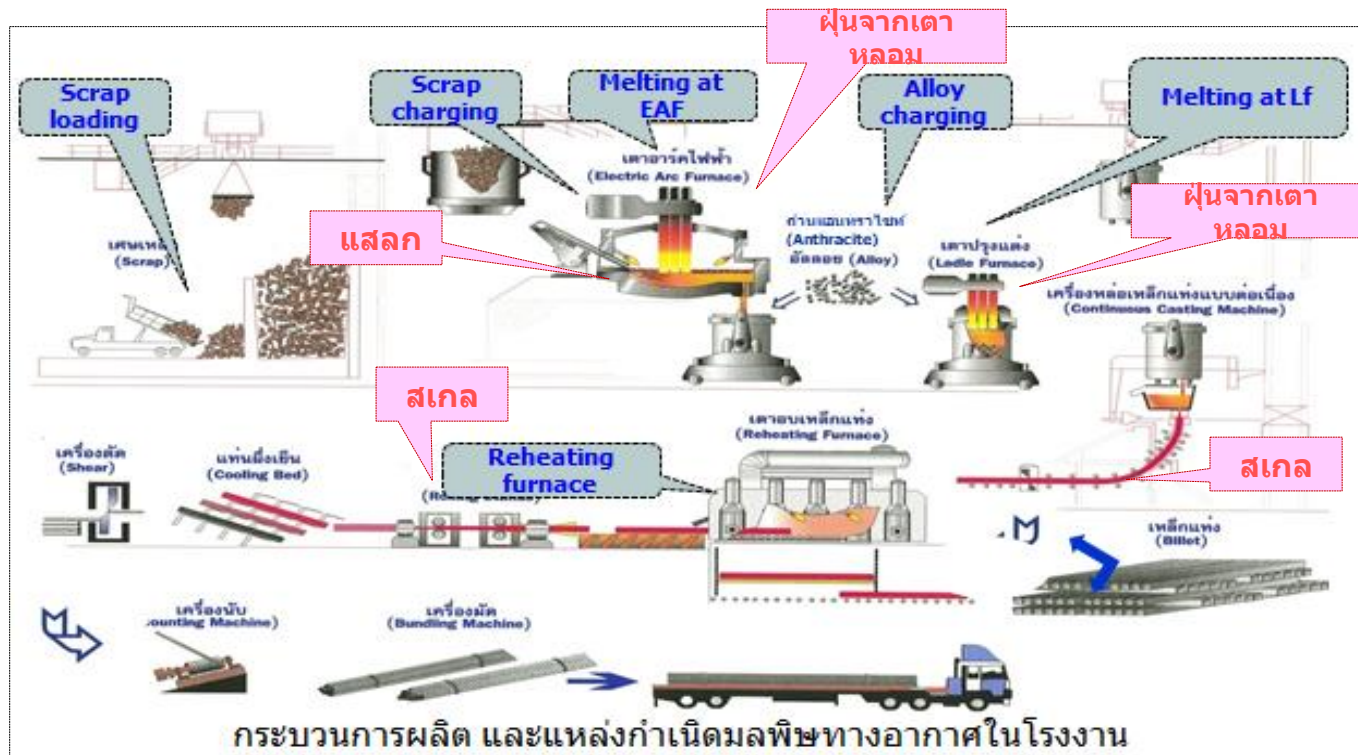 ฝุ่นจากเตา
หลอม
Scrap
loading
Scrap
charging
Melting at
EAF
Alloy
charging
Melting at Lf
เตาอาร์คไฟฟ้า
(Electric Arc Furnace)
ฝุ่นจากเตา
หลอม
แสลก
ถ่านแอนทราไซท์
(Anthracite)
อัลลอย (Alloy)
เตาปรุงแต่ง
(Ladle Furnace)
(Scrap)
เครื่องหล่อเหล็กแท่งแบบต่อเนื่อง
(Continuous Casting Machine)
สเกล
เตาอบเหล็กแท่ง
(Reheating Furnace)
เครื่องตัด
(Shear)
แท่นผึ่งเย็น
(Cooling Bed)
Reheating
furnace
สเกล
เหล็กแท่ง
(Billet)
เครื่องนับ
ounting Machine)
เครื่องมัด
(Bundling Machine)
กระบวนการผลิต และแหล่งกำเนิดมลพิษทางอากาศในโรงงาน